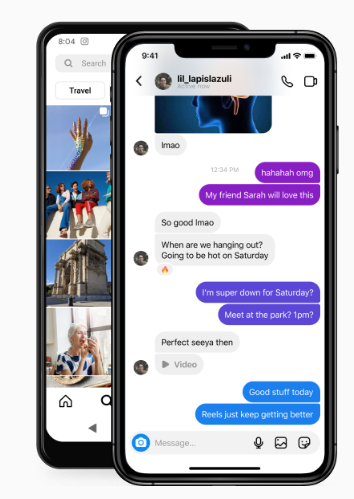 8:04
Search
Travel
9:41
lil_lapislazuli
Active now
lmao
12:34 PM
hahahah omg
My friend Sarah will love this
So good lmao
When are we hanging out?
Going to be hot on Saturday
🔥
I'm super down for Saturday?
Meet at the park? 1pm?
Perfect seeya then
Video
Good stuff today
Reels just keep getting better
Message...